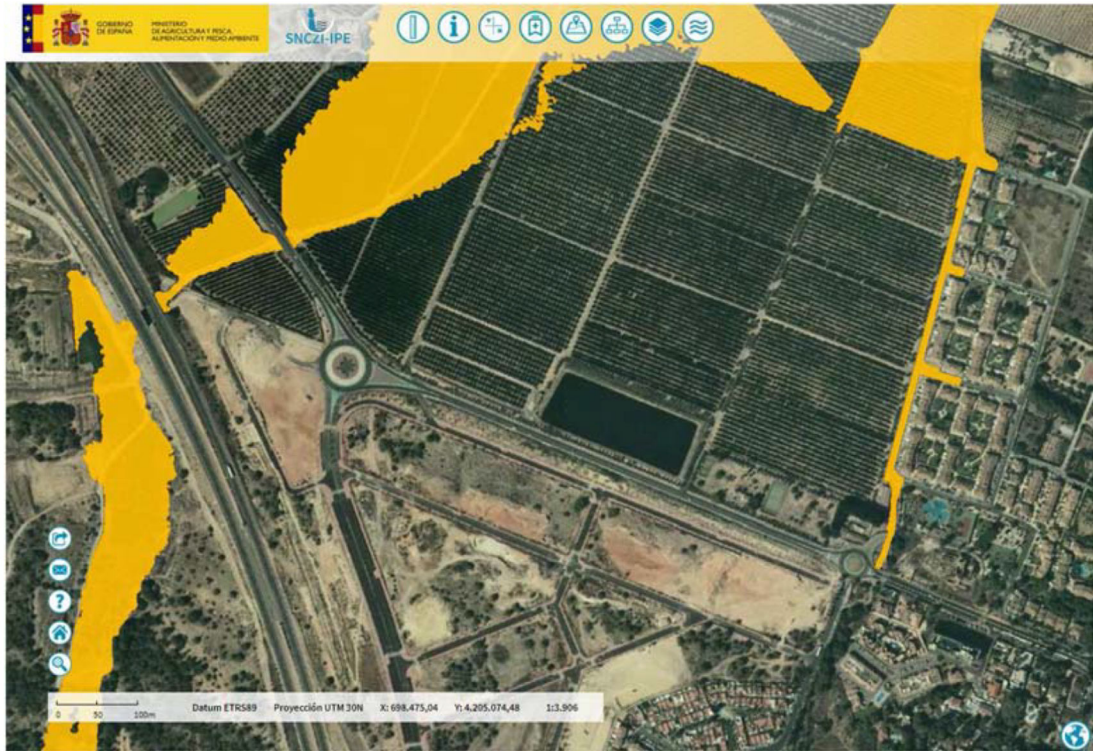 GOBIERNO
DE ESPAÑA
MINISTERIO
DE AGRICULTURA Y PESCA,
ALIMENTACIÓN Y MEDIO AMBIENTE
SNCZI-IPE
0 50 100m
Datum ETRS89 Proyección UTM 30N X: 698.475,04 Y: 4.205.074,48 1:3.906